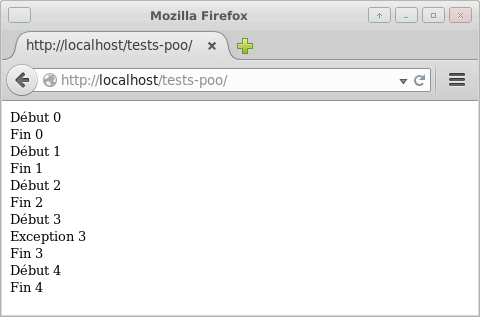 Mozilla Firefox
http://localhost/tests-poo/
http://localhost/tests-poo/
Début 0
Fin 0
Début 1
Fin 1
Début 2
Fin 2
Début 3
Exception 3
Fin 3
Début 4
Fin 4